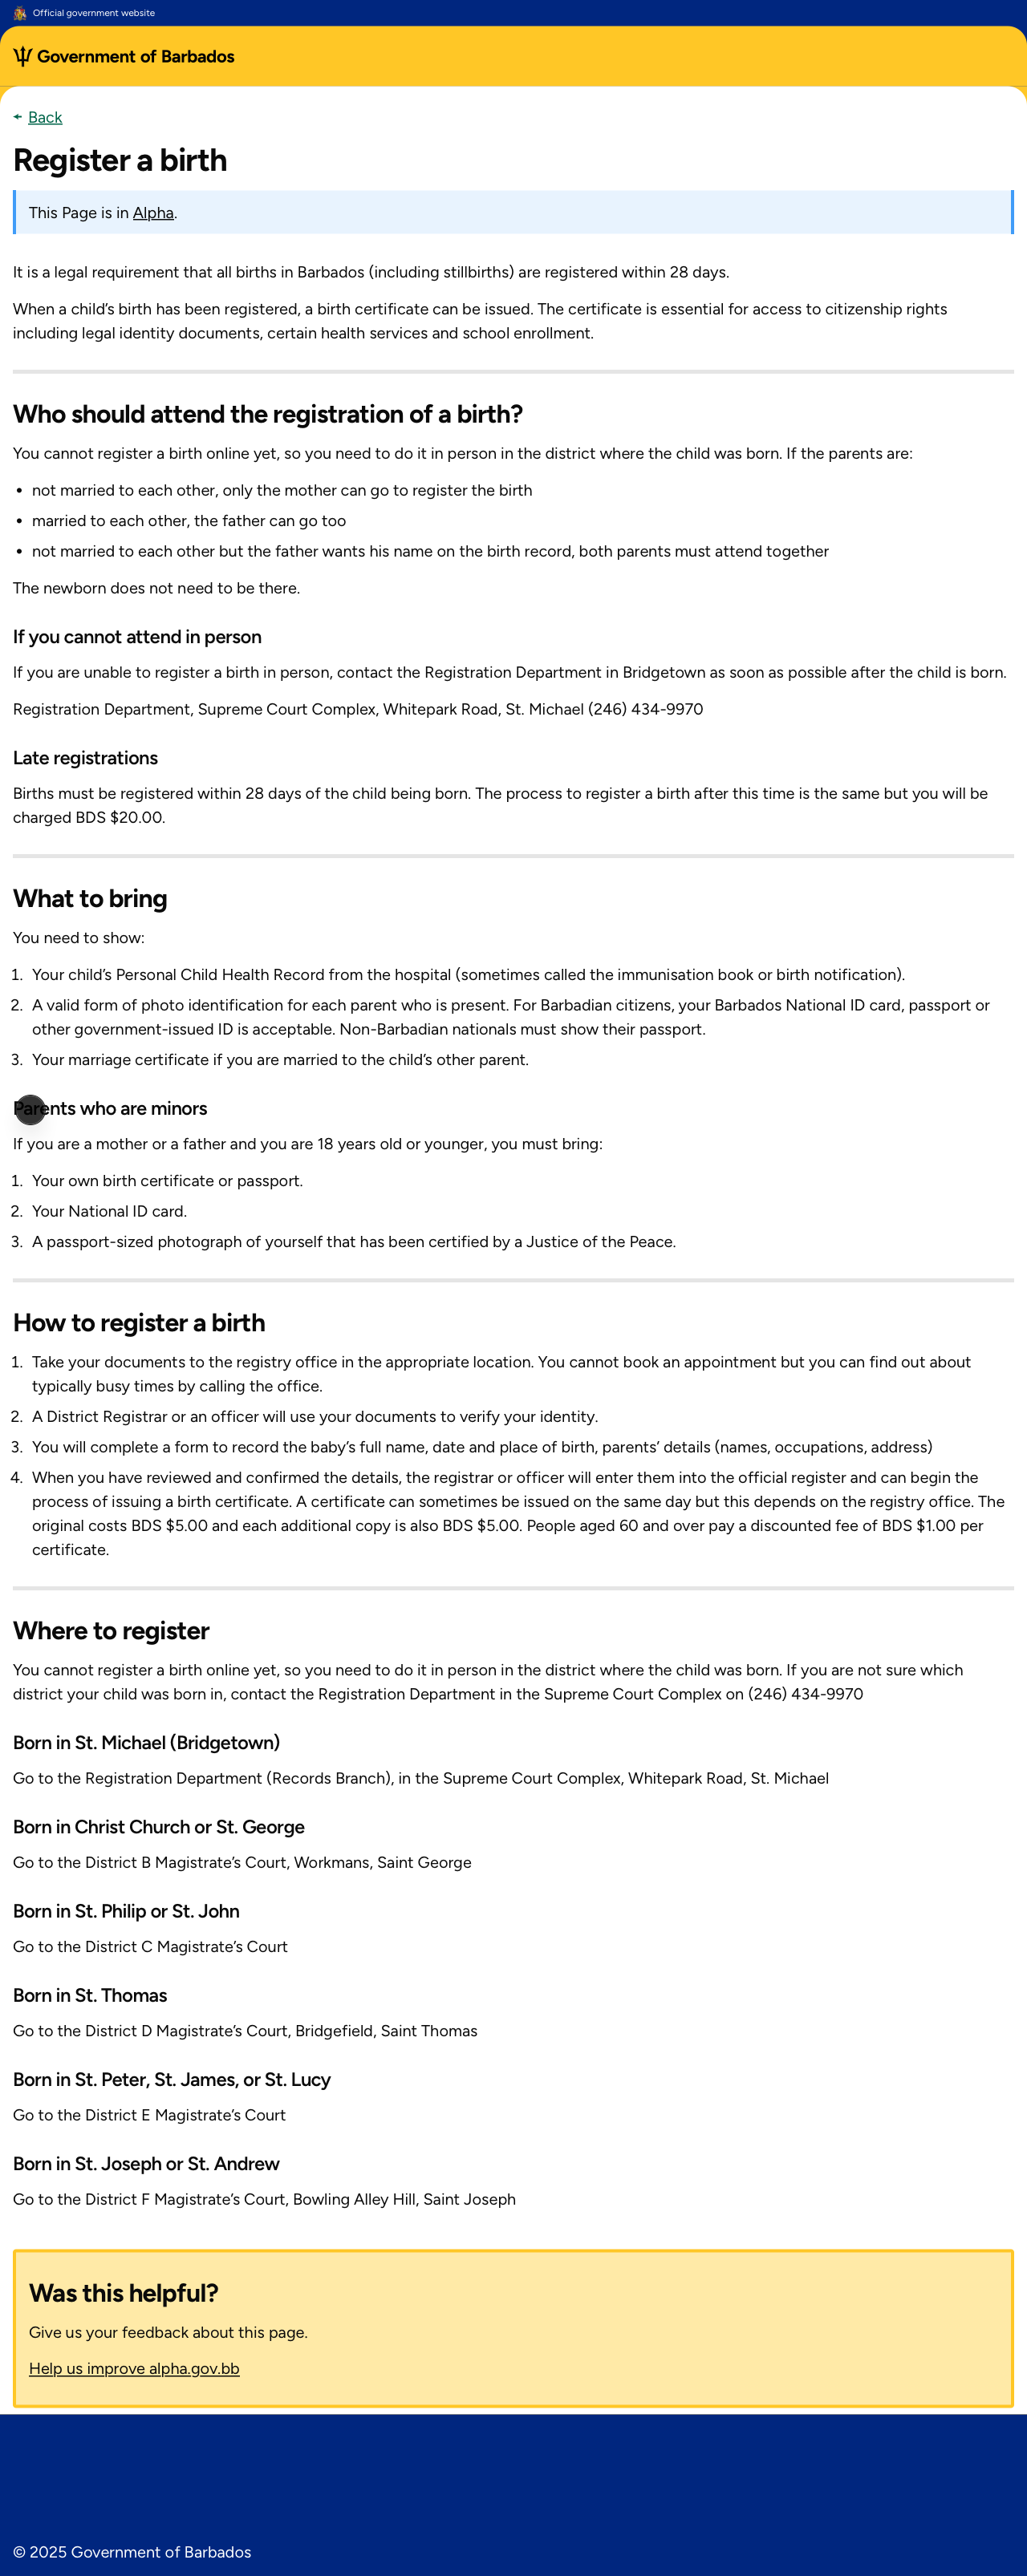 Official government website
Government of Barbados
Back
Register a birth
This Page is in Alpha.
It is a legal requirement that all births in Barbados (including stillbirths) are registered within 28 days.
When a child’s birth has been registered, a birth certificate can be issued. The certificate is essential for access to citizenship rights
including legal identity documents, certain health services and school enrollment.
Who should attend the registration of a birth?
You cannot register a birth online yet, so you need to do it in person in the district where the child was born. If the parents are:
• not married to each other, only the mother can go to register the birth
• married to each other, the father can go too
• not married to each other but the father wants his name on the birth record, both parents must attend together
The newborn does not need to be there.
If you cannot attend in person
If you are unable to register a birth in person, contact the Registration Department in Bridgetown as soon as possible after the child is born.
Registration Department, Supreme Court Complex, Whitepark Road, St. Michael (246) 434-9970
Late registrations
Births must be registered within 28 days of the child being born. The process to register a birth after this time is the same but you will be
charged BDS $20.00.
What to bring
You need to show:
1. Your child’s Personal Child Health Record from the hospital (sometimes called the immunisation book or birth notification).
2. A valid form of photo identification for each parent who is present. For Barbadian citizens, your Barbados National ID card, passport or
other government-issued ID is acceptable. Non-Barbadian nationals must show their passport.
3. Your marriage certificate if you are married to the child’s other parent.
Parents who are minors
If you are a mother or a father and you are 18 years old or younger, you must bring:
1. Your own birth certificate or passport.
2. Your National ID card.
3. A passport-sized photograph of yourself that has been certified by a Justice of the Peace.
How to register a birth
1. Take your documents to the registry office in the appropriate location. You cannot book an appointment but you can find out about
typically busy times by calling the office.
2. A District Registrar or an officer will use your documents to verify your identity.
3. You will complete a form to record the baby’s full name, date and place of birth, parents’ details (names, occupations, address)
4. When you have reviewed and confirmed the details, the registrar or officer will enter them into the official register and can begin the
process of issuing a birth certificate. A certificate can sometimes be issued on the same day but this depends on the registry office. The
original costs BDS $5.00 and each additional copy is also BDS $5.00. People aged 60 and over pay a discounted fee of BDS $1.00 per
certificate.
Where to register
You cannot register a birth online yet, so you need to do it in person in the district where the child was born. If you are not sure which
district your child was born in, contact the Registration Department in the Supreme Court Complex on (246) 434-9970
Born in St. Michael (Bridgetown)
Go to the Registration Department (Records Branch), in the Supreme Court Complex, Whitepark Road, St. Michael
Born in Christ Church or St. George
Go to the District B Magistrate’s Court, Workmans, Saint George
Born in St. Philip or St. John
Go to the District C Magistrate’s Court
Born in St. Thomas
Go to the District D Magistrate’s Court, Bridgefield, Saint Thomas
Born in St. Peter, St. James, or St. Lucy
Go to the District E Magistrate’s Court
Born in St. Joseph or St. Andrew
Go to the District F Magistrate’s Court, Bowling Alley Hill, Saint Joseph
Was this helpful?
Give us your feedback about this page.
Help us improve alpha.gov.bb
© 2025 Government of Barbados